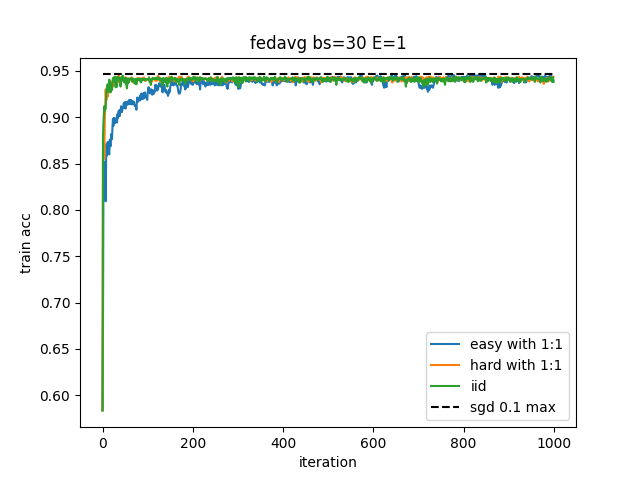 fedavg bs=30 E=1
train acc
0.95
0.90
0.85
0.80
0.75
0.70
0.65
0.60
0
200
400
600
800
1000
iteration
easy with 1:1
hard with 1:1
iid
sgd 0.1 max